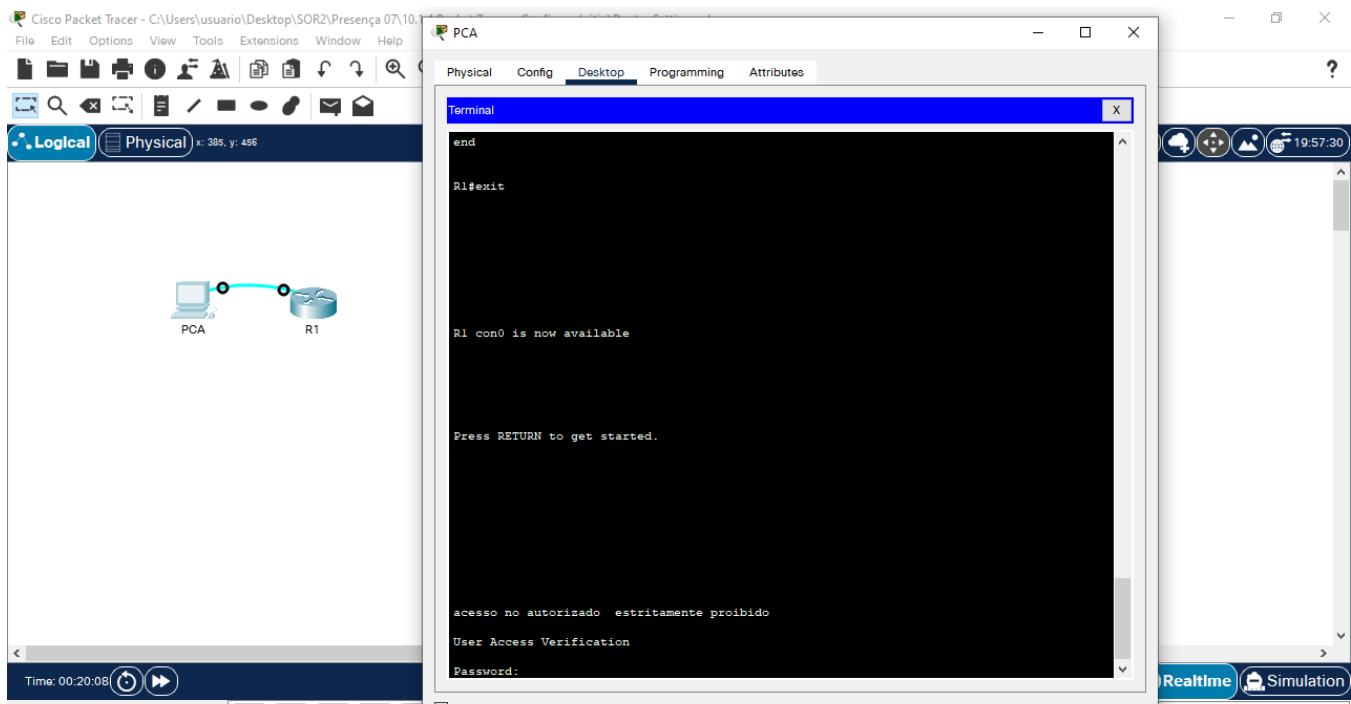 Cisco Packet Tracer - C:\Users\usuario\Desktop\SOR2\Presença 07\10.
File Edit Options View Tools Extensions Window Help
PCA
Physical Config Desktop Programming Attributes
?
Terminal
X
Logical
Physical
x: 385, y: 456
19:57:30
end
R1#exit
R1 con0 is now available
Press RETURN to get started.
acesso no autorizado estritamente proibido
User Access Verification
Password:
PCA
R1
Time: 00:20:08
Realtime
Simulation